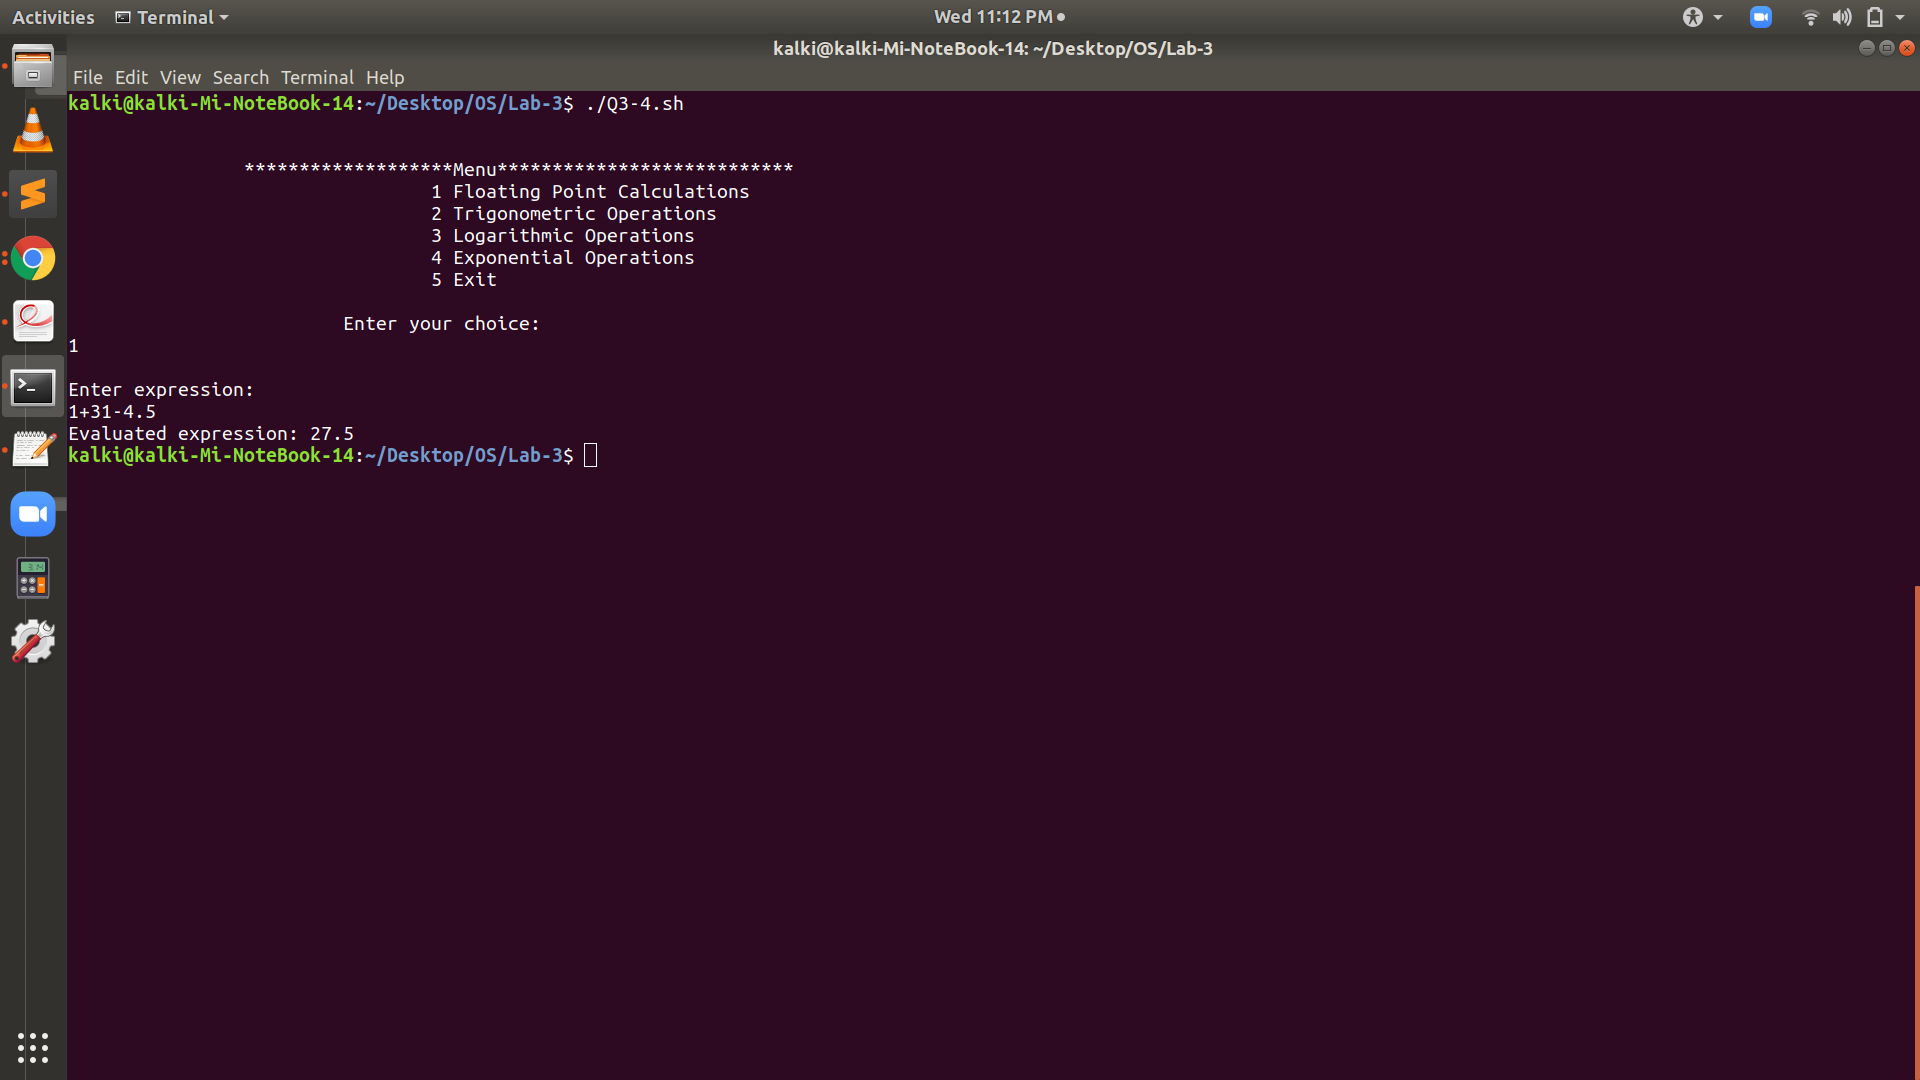 Activities Terminal Wed 11:12 PM
kalki@kalki-Mi-NoteBook-14: ~/Desktop/OS/Lab-3
File Edit View Search Terminal Help
kalki@kalki-Mi-NoteBook-14:~/Desktop/OS/Lab-3$ ./Q3-4.sh
*******************Menu***************************
1 Floating Point Calculations
2 Trigonometric Operations
3 Logarithmic Operations
4 Exponential Operations
5 Exit
Enter your choice:
1
Enter expression:
1+31-4.5
Evaluated expression: 27.5
kalki@kalki-Mi-NoteBook-14:~/Desktop/OS/Lab-3$